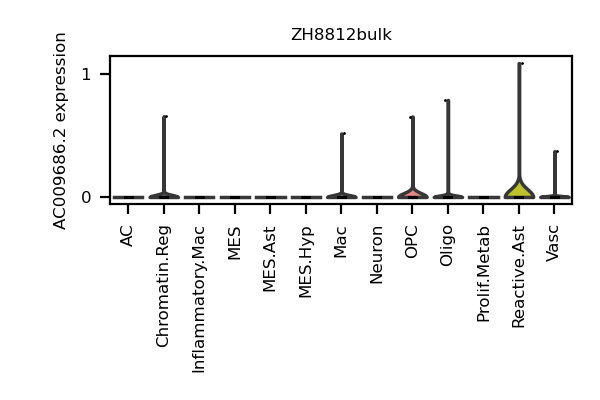 ZH8812bulk
AC009686.2 expression
1
0
AC
Chromatin.Reg
Inflammatory.Mac
MES
MES.Ast
MES.Hyp
Mac
Neuron
OPC
Oligo
Prolif.Metab
Reactive.Ast
Vasc